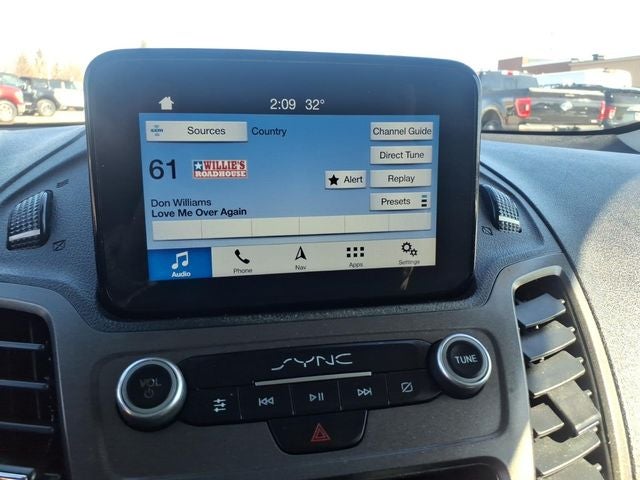 2:09 32°
Sources Country Channel Guide
Direct Tune
61 WILLIE'S ROADHOUSE
Alert Replay
Presets
Don Williams
Love Me Over Again
Audio Phone Nav Apps Settings
SYNC
VOL
TUNE